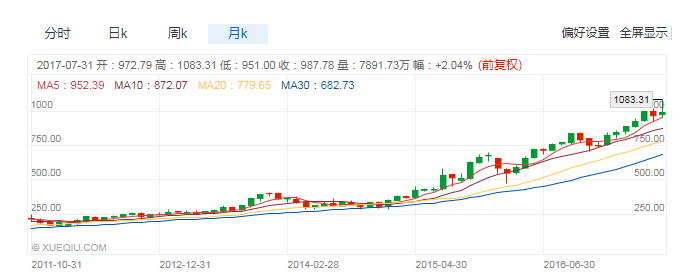 分时 日k 周k 月k 偏好设置 全屏显示
2017-07-31 开：972.79 高：1083.31 低：951.00 收：987.78 量：7891.73万 幅：+2.04% (前复权)
MA5：952.39 MA10：872.07 MA20：779.65 MA30：682.73
1083.31
1000
750.00 750.00
500.00 500.00
250.00 250.00
© XUEQIU.COM
2011-10-31 2012-12-31 2014-02-28 2015-04-30 2016-06-30